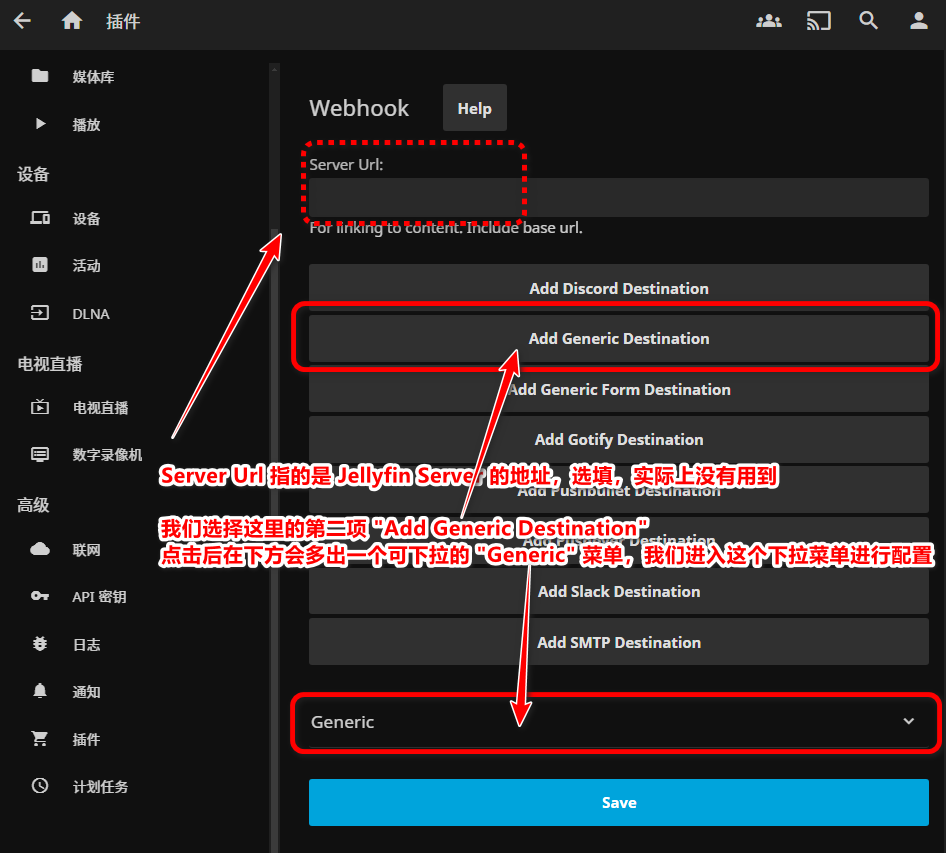 插件
媒体库
播放
设备
设备
活动
DLNA
电视直播
电视直播
数字录像机
高级
联网
API 密钥
日志
通知
插件
计划任务
Webhook
Help
Server Url:
For linking to content. Include base url.
Add Discord Destination
Add Generic Destination
Add Generic Form Destination
Add Gotify Destination
Server Url 指的是 Jellyfin Server 的地址，选填，实际上没有用到
Add Pushbullet Destination
我们选择这里的第二项 "Add Generic Destination"
Add Pushover Destination
点击后在下方会多出一个可下拉的 "Generic" 菜单，我们进入这个下拉菜单进行配置
Add Slack Destination
Add SMTP Destination
Generic
Save